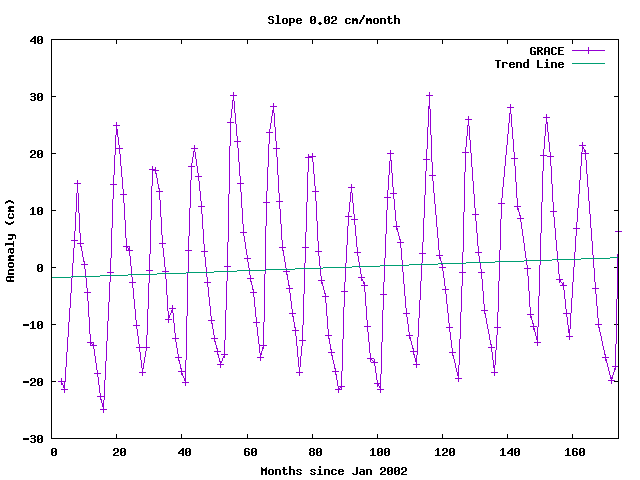 Slope 0.02 cm/month
GRACE
Trend Line
Anomaly (cm)
40
30
20
10
0
-10
-20
-30
0 20 40 60 80 100 120 140 160
Months since Jan 2002